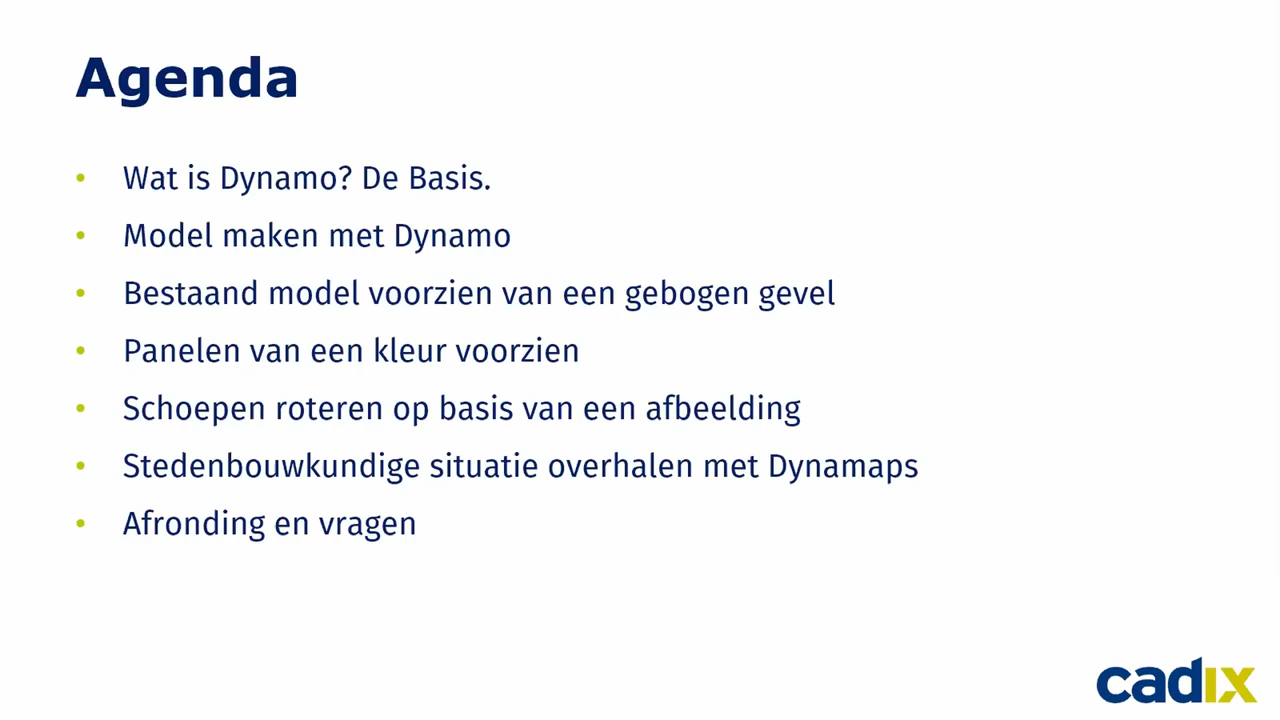 Agenda
• Wat is Dynamo? De Basis.
• Model maken met Dynamo
• Bestaand model voorzien van een gebogen gevel
• Panelen van een kleur voorzien
• Schoepen roteren op basis van een afbeelding
• Stedenbouwkundige situatie overhalen met Dynamaps
• Afronding en vragen
cadix